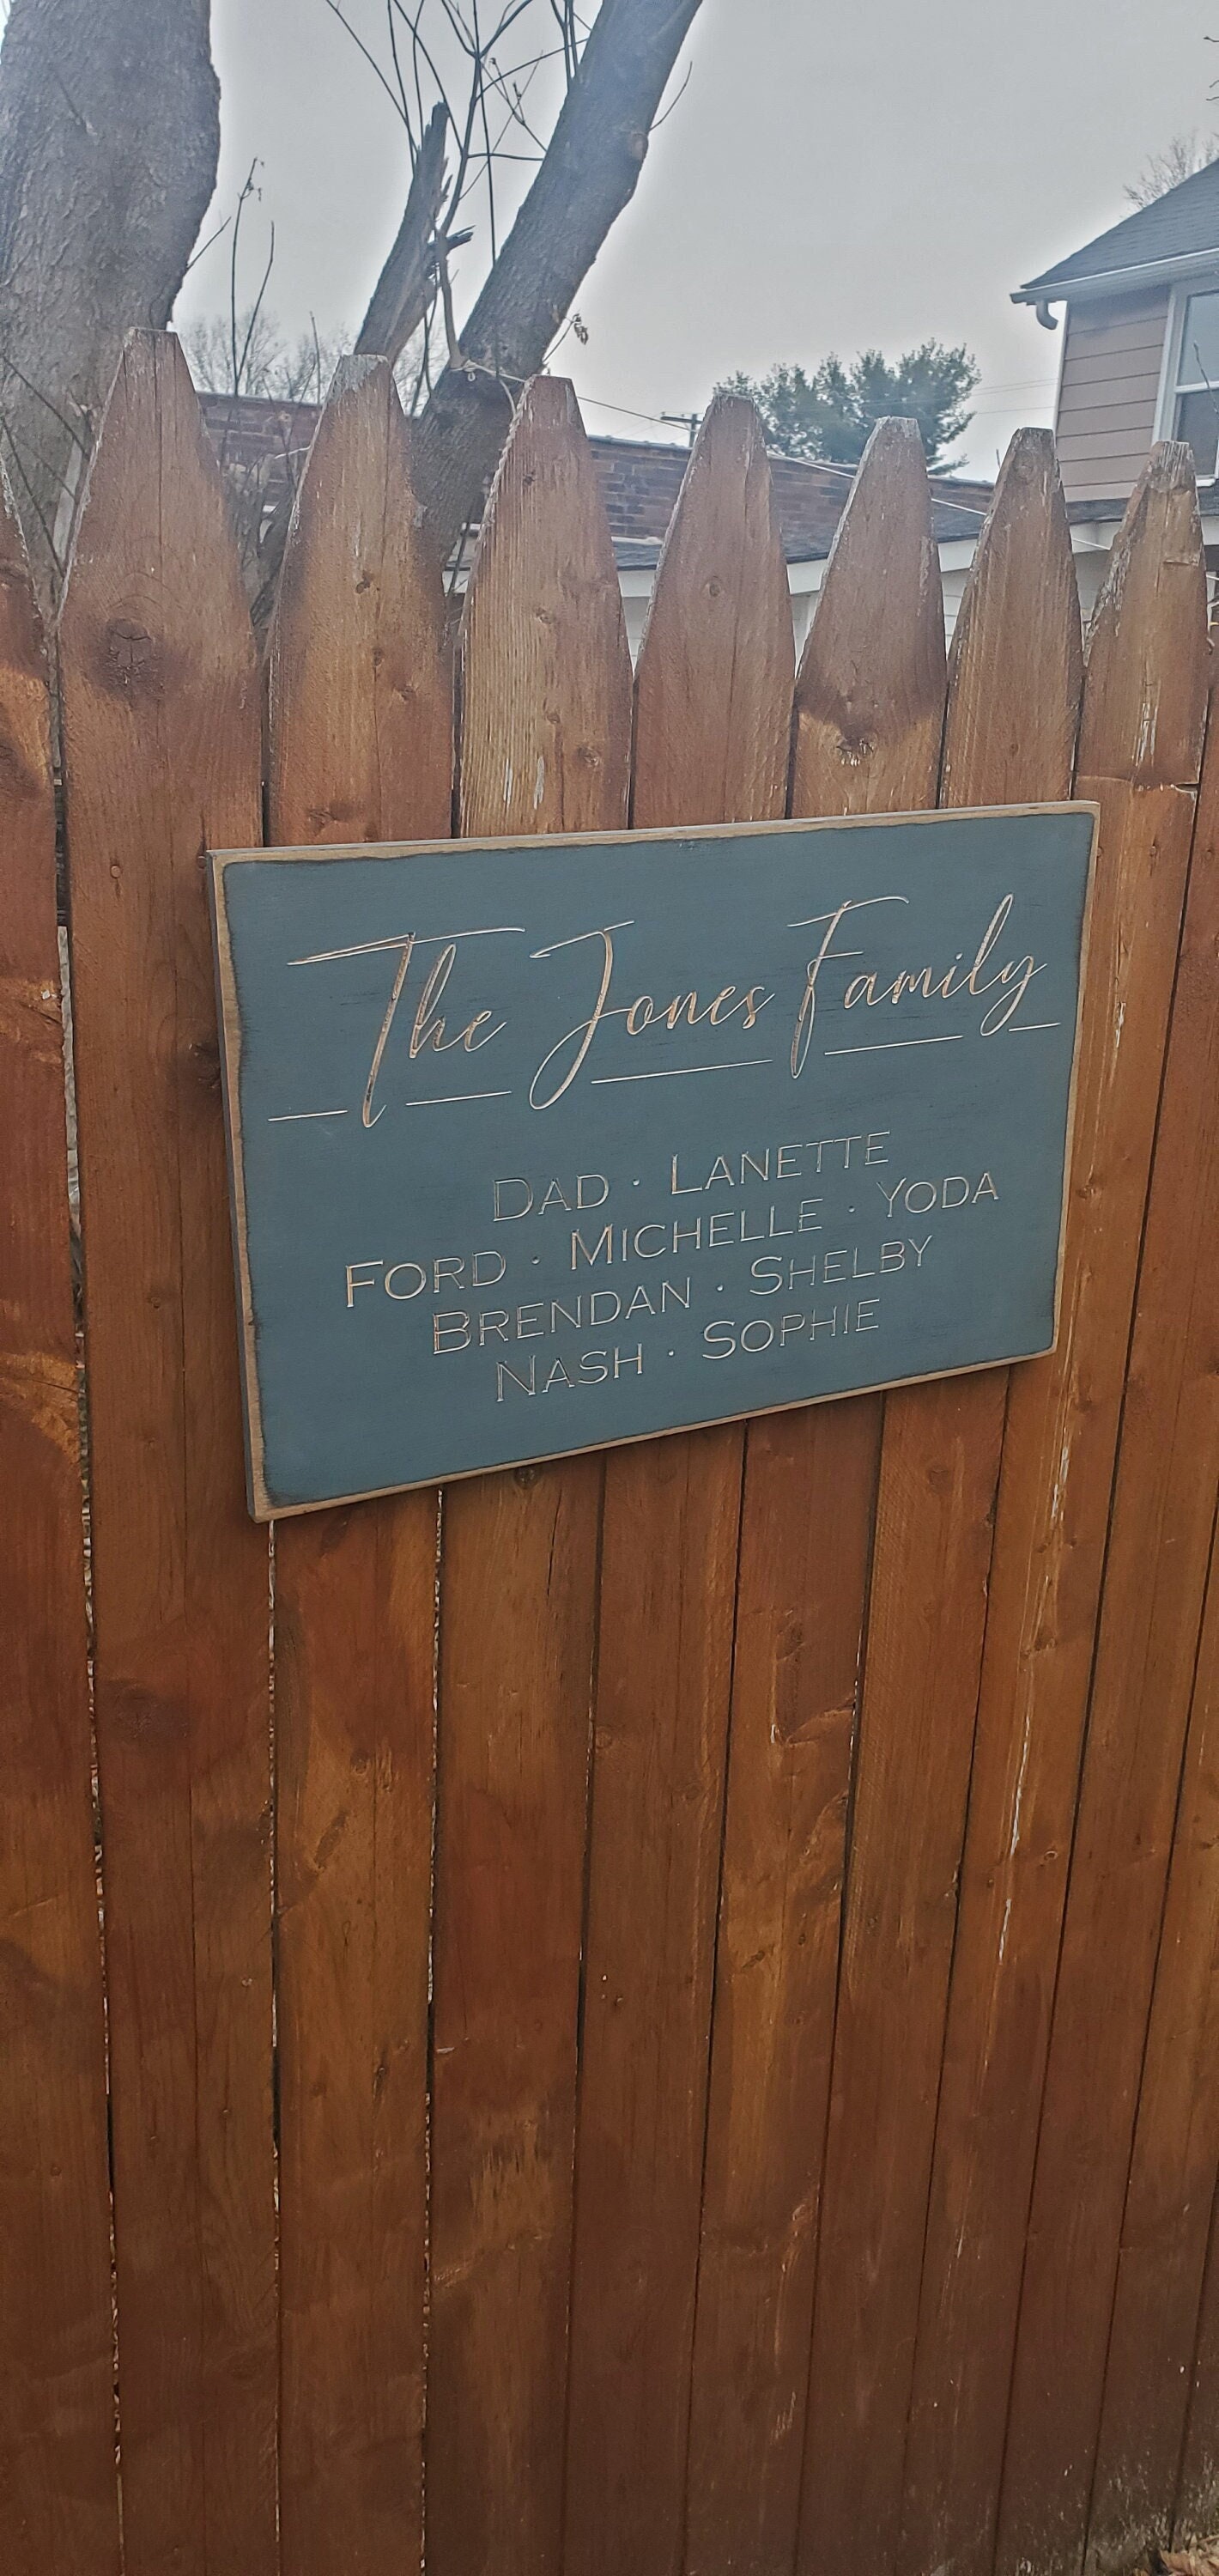 The Jones Family
DAD · LANETTE
FORD · MICHELLE · YODA
BRENDAN · SHELBY
NASH · SOPHIE